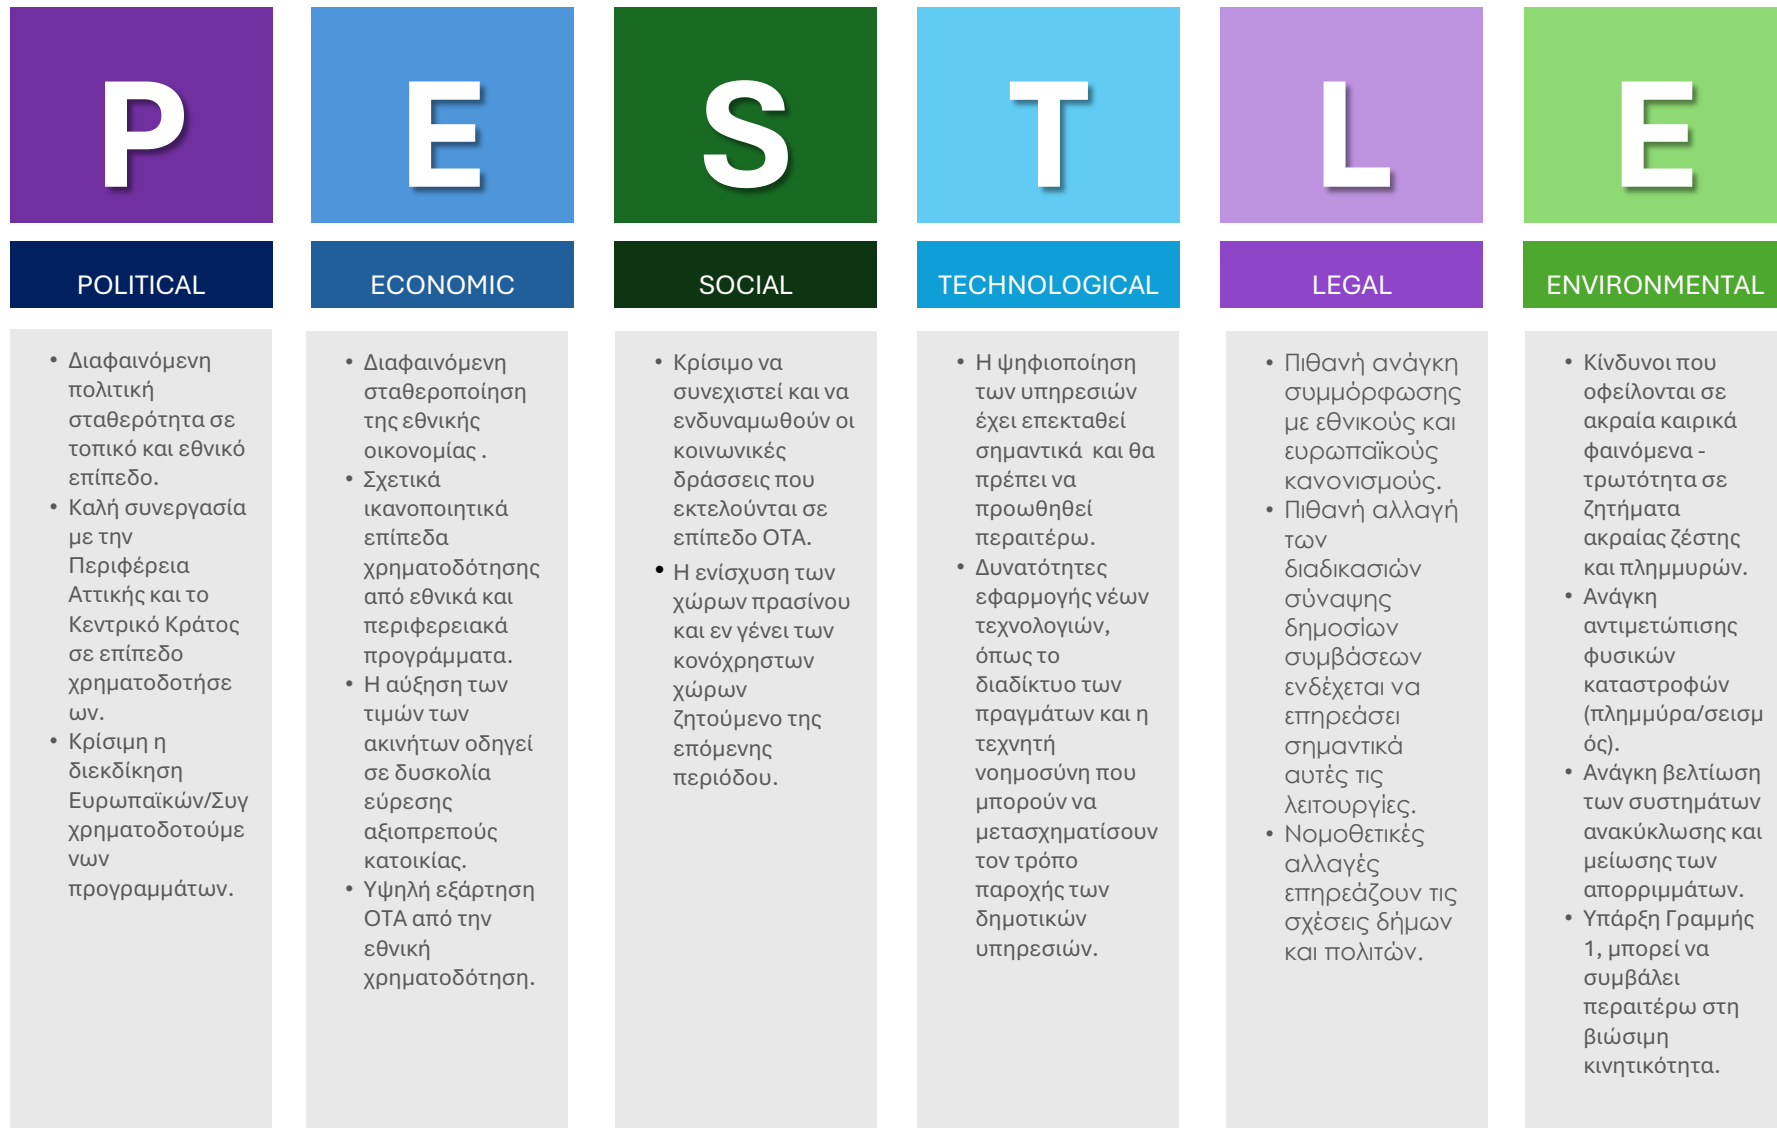 P
E
S
T
L
E
POLITICAL
ECONOMIC
SOCIAL
TECHNOLOGICAL
LEGAL
ENVIRONMENTAL
• Διαφαινόμενη
πολιτική
σταθερότητα σε
τοπικό και εθνικό
επίπεδο.
• Καλή συνεργασία
με την
Περιφέρεια
Αττικής και το
Κεντρικό Κράτος
σε επίπεδο
χρηματοδοτήσε
ων.
• Κρίσιμη η
διεκδίκηση
Ευρωπαϊκών/Συγ
χρηματοδοτούμε
νων
προγραμμάτων.
• Διαφαινόμενη
σταθεροποίηση
της εθνικής
οικονομίας .
• Σχετικά
ικανοποιητικά
επίπεδα
χρηματοδότησης
από εθνικά και
περιφερειακά
προγράμματα.
• Η αύξηση των
τιμών των
ακινήτων οδηγεί
σε δυσκολία
εύρεσης
αξιοπρεπούς
κατοικίας.
• Υψηλή εξάρτηση
ΟΤΑ από την
εθνική
χρηματοδότηση.
• Κρίσιμο να
συνεχιστεί και να
ενδυναμωθούν οι
κοινωνικές
δράσσεις που
εκτελούνται σε
επίπεδο ΟΤΑ.
• Η ενίσχυση των
χώρων πρασίνου
και εν γένει των
κονόχρηστων
χώρων
ζητούμενο της
επόμενης
περιόδου.
• Η ψηφιοποίηση
των υπηρεσιών
έχει επεκταθεί
σημαντικά και θα
πρέπει να
προωθηθεί
περαιτέρω.
• Δυνατότητες
εφαρμογής νέων
τεχνολογιών,
όπως το
διαδίκτυο των
πραγμάτων και η
τεχνητή
νοημοσύνη που
μπορούν να
μετασχηματίσουν
τον τρόπο
παροχής των
δημοτικών
υπηρεσιών.
• Πιθανή ανάγκη
συμμόρφωσης
με εθνικούς και
ευρωπαϊκούς
κανονισμούς.
• Πιθανή αλλαγή
των
διαδικασιών
σύναψης
δημοσίων
συμβάσεων
ενδέχεται να
επηρεάσει
σημαντικά
αυτές τις
λειτουργίες.
• Νομοθετικές
αλλαγές
επηρεάζουν τις
σχέσεις δήμων
και πολιτών.
• Κίνδυνοι που
οφείλονται σε
ακραία καιρικά
φαινόμενα -
τρωτότητα σε
ζητήματα
ακραίας ζέστης
και πλημμυρών.
• Ανάγκη
αντιμετώπισης
φυσικών
καταστροφών
(πλημμύρα/σεισμ
ός).
• Ανάγκη βελτίωση
των συστημάτων
ανακύκλωσης και
μείωσης των
απορριμμάτων.
• Υπάρξη Γραμμής
1, μπορεί να
συμβάλει
περαιτέρω στη
βιώσιμη
κινητικότητα.